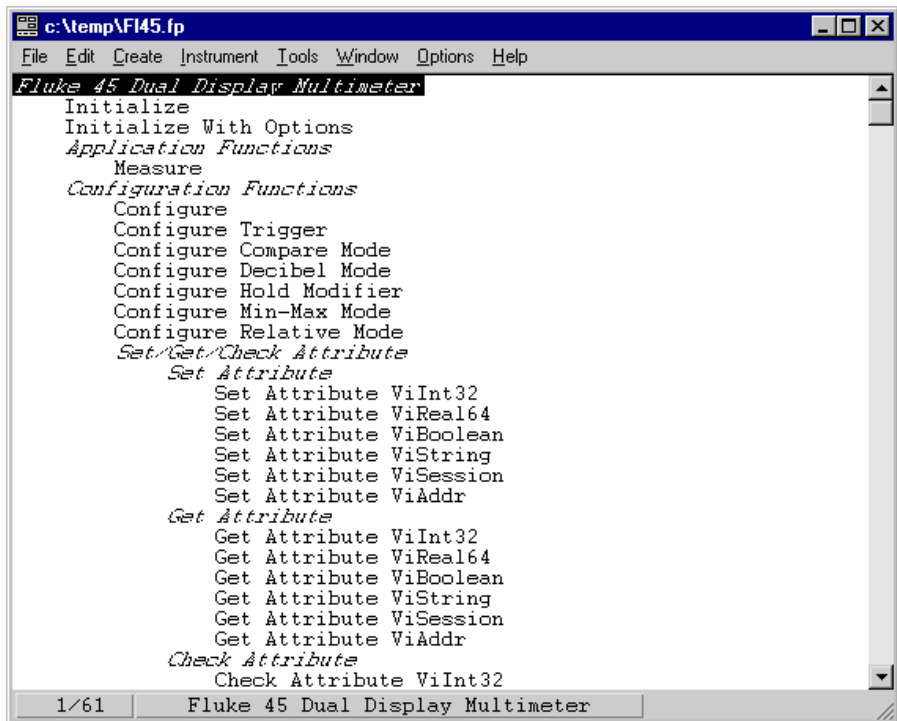 c:\temp\Fl45.fp
File Edit Create Instrument Tools Window Options Help
Fluke 45 Dual Display Multimeter
Initialize
Initialize With Options
Application Functions
Measure
Configuration Functions
Configure
Configure Trigger
Configure Compare Mode
Configure Decibel Mode
Configure Hold Modifier
Configure Min-Max Mode
Configure Relative Mode
Set/Get/Check Attribute
Set Attribute
Set Attribute ViInt32
Set Attribute ViReal64
Set Attribute ViBoolean
Set Attribute ViString
Set Attribute ViSession
Set Attribute ViAddr
Get Attribute
Get Attribute ViInt32
Get Attribute ViReal64
Get Attribute ViBoolean
Get Attribute ViString
Get Attribute ViSession
Get Attribute ViAddr
Check Attribute
Check Attribute ViInt32
1/61 Fluke 45 Dual Display Multimeter